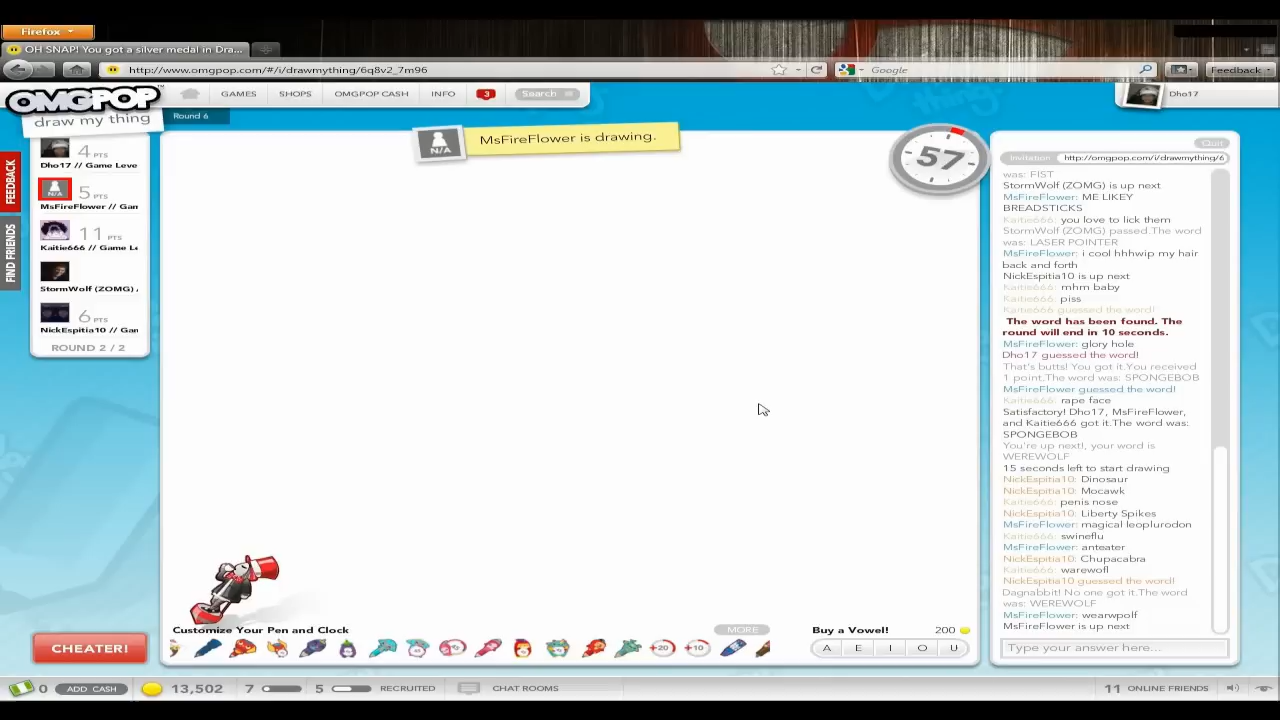 Firefox
OH SNAP! You got a silver medal in Dra...
http://www.omgpop.com/#/i/drawmything/6q8v2_7m96
Google
Feedback
OMGPOP
GAMES
SHOPS
OMGPOP CASH
INFO
3
Search
Dho17
draw my thing
Round 6
FEEDBACK
FIND FRIENDS
4 PTS
Dho17 // Game Leve
N/A
5 PTS
MsFireFlower // Gam
11 PTS
Kaitie666 // Game Le
StormWolf (ZOMG)
6 PTS
NickEspitia10 // Gam
ROUND 2 / 2
N/A
MsFireFlower is drawing.
57
Quit
Invitation
http://omgpop.com/i/drawmything/6
was: FIST
StormWolf (ZOMG) is up next
MsFireFlower: ME LIKEY
BREADSTICKS
Kaitie666: you love to lick them
StormWolf (ZOMG) passed.The word
was: LASER POINTER
MsFireFlower: i cool hhhwip my hair
back and forth
NickEspitia10 is up next
Kaitie666: mhm baby
Kaitie666: piss
Kaitie666 guessed the word!
The word has been found. The
round will end in 10 seconds.
MsFireFlower: glory hole
Dho17 guessed the word!
That's butts! You got it.You received
1 point.The word was: SPONGEBOB
MsFireFlower guessed the word!
Kaitie666: rape face
Satisfactory! Dho17, MsFireFlower,
and Kaitie666 got it.The word was:
SPONGEBOB
You're up next!, your word is
WEREWOLF
15 seconds left to start drawing
NickEspitia10: Dinosaur
NickEspitia10: Mocawk
Kaitie666: penis nose
NickEspitia10: Liberty Spikes
MsFireFlower: magical leoplurodon
Kaitie666: swineflu
MsFireFlower: anteater
NickEspitia10: Chupacabra
Kaitie666: warewofl
NickEspitia10 guessed the word!
Dagnabbit! No one got it.The word
was: WEREWOLF
MsFireFlower: wearwpolf
MsFireFlower is up next
Type your answer here...
Customize Your Pen and Clock
MORE
+20
+10
Buy a Vowel!
200
A E I O U
CHEATER!
0
ADD CASH
13,502
7
5
RECRUITED
CHAT ROOMS
11 ONLINE FRIENDS